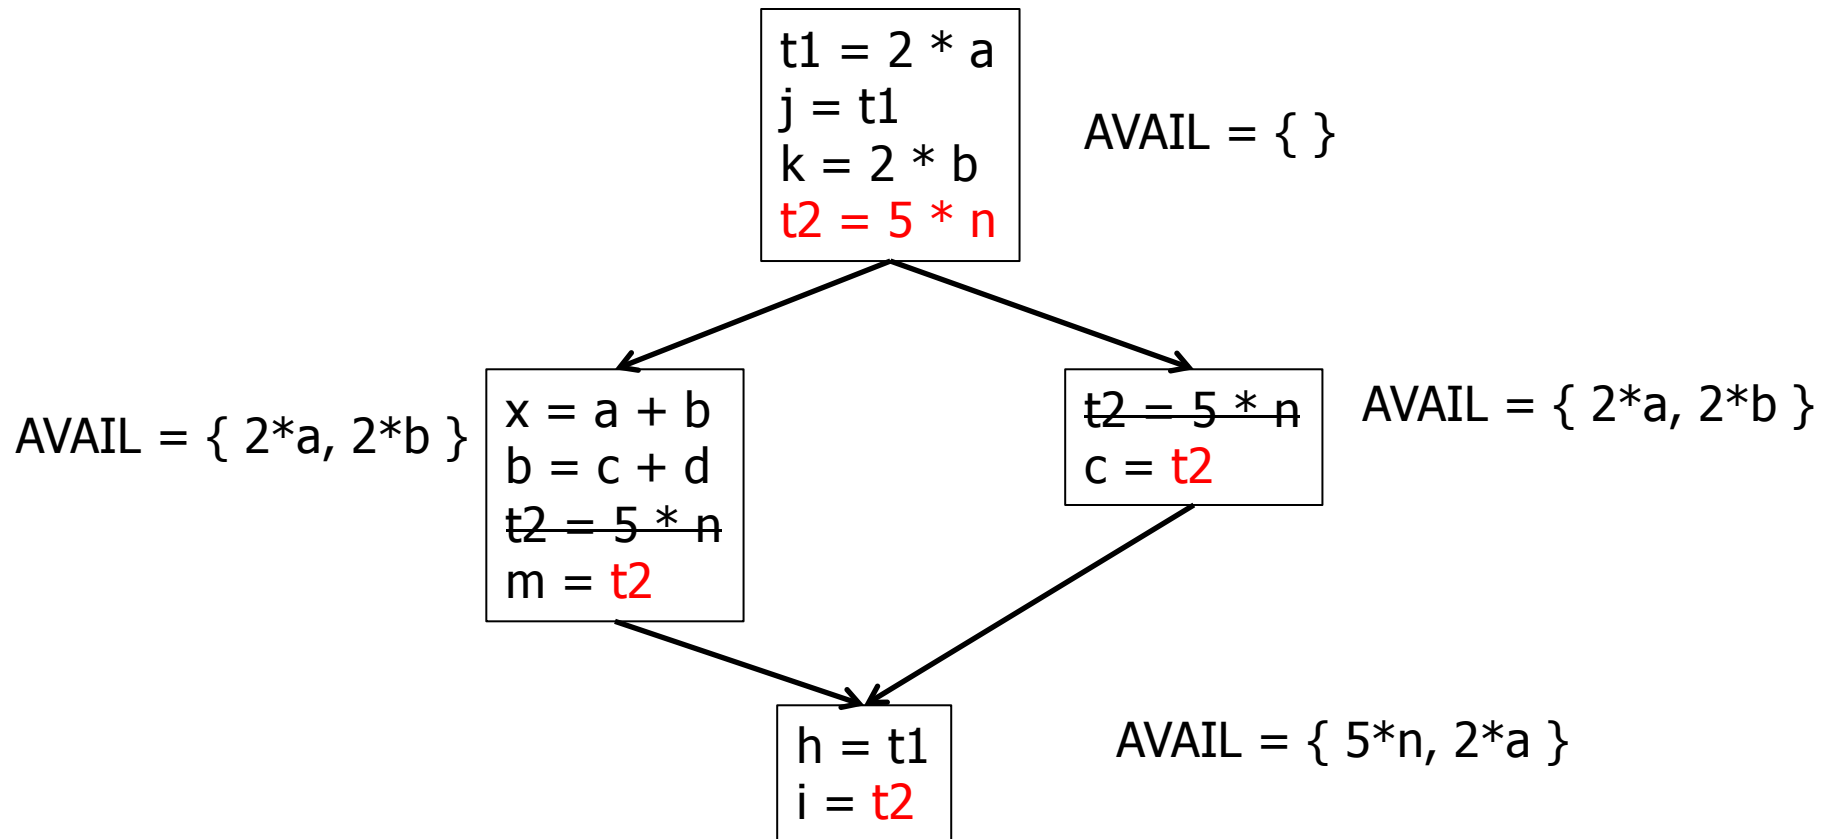 t1 = 2 * a
j = t1
k = 2 * b
t2 = 5 * n
AVAIL = { }
AVAIL = { 2*a, 2*b }
x = a + b
b = c + d
t2 = 5 * n
m = t2
t2 = 5 * n
c = t2
AVAIL = { 2*a, 2*b }
h = t1
i = t2
AVAIL = { 5*n, 2*a }